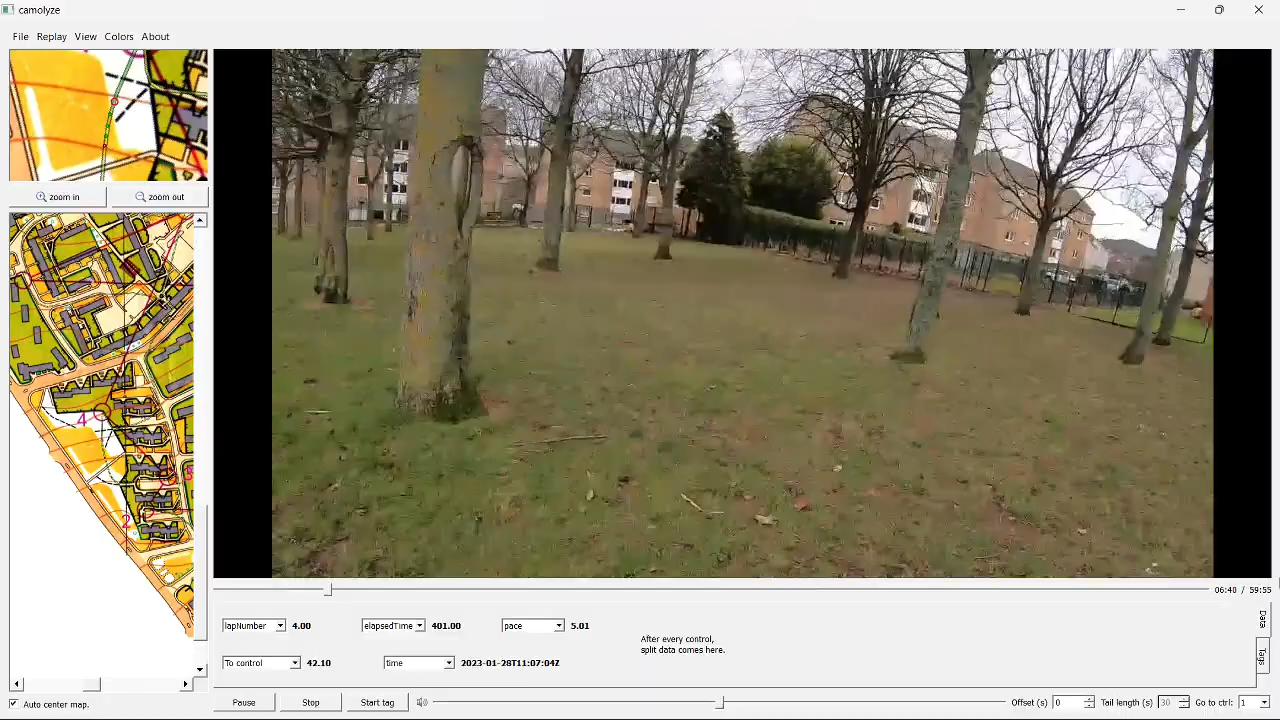 camolyze
File Replay View Colors About
zoom in zoom out
4
2
06:40 / 59:55
lapNumber 4.00 elapsedTime 401.00 pace 5.01
After every control,
split data comes here.
To control 42.10 time 2023-01-28T11:07:04Z
Data
Tags
Auto center map.
Pause Stop Start tag Offset (s) 0 Tail length (s) 30 Go to ctrl: 1